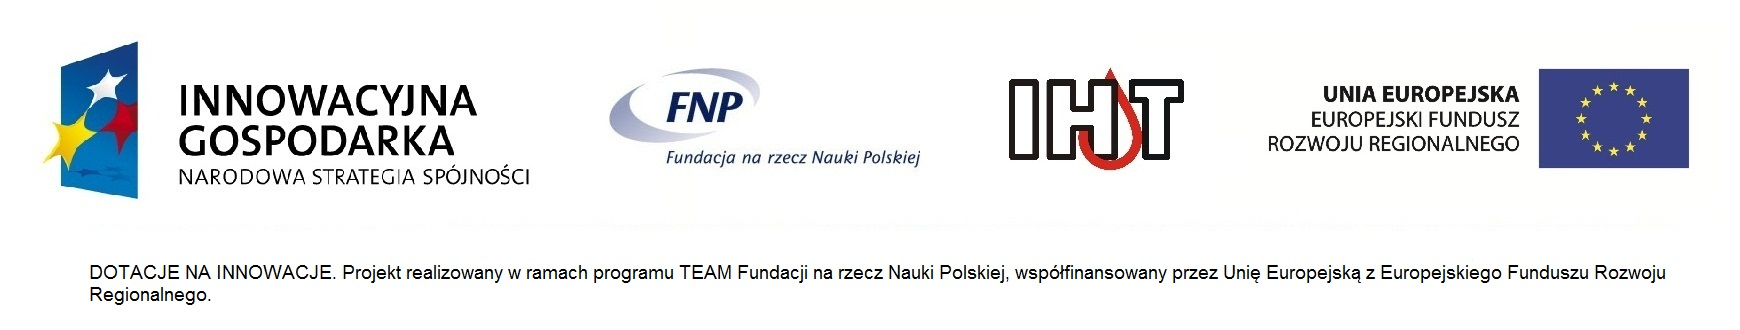 INNOWACYJNA
GOSPODARKA
NARODOWA STRATEGIA SPÓJNOŚCI
FNP
Fundacja na rzecz Nauki Polskiej
IHT
UNIA EUROPEJSKA
EUROPEJSKI FUNDUSZ
ROZWOJU REGIONALNEGO
DOTACJE NA INNOWACJE. Projekt realizowany w ramach programu TEAM Fundacji na rzecz Nauki Polskiej, współfinansowany przez Unię Europejską z Europejskiego Funduszu Rozwoju
Regionalnego.